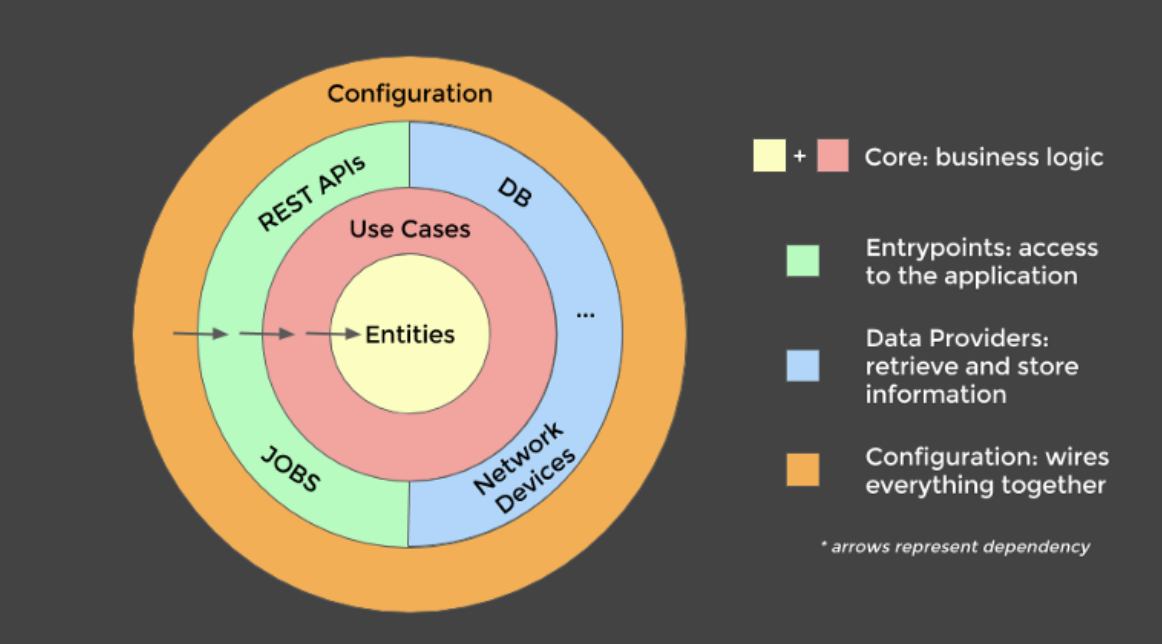 Configuration
REST APIs
DB
Use Cases
...
Entities
JOBS
Network
Devices
+
Core: business logic
Entrypoints: access
to the application
Data Providers:
retrieve and store
information
Configuration: wires
everything together
* arrows represent dependency